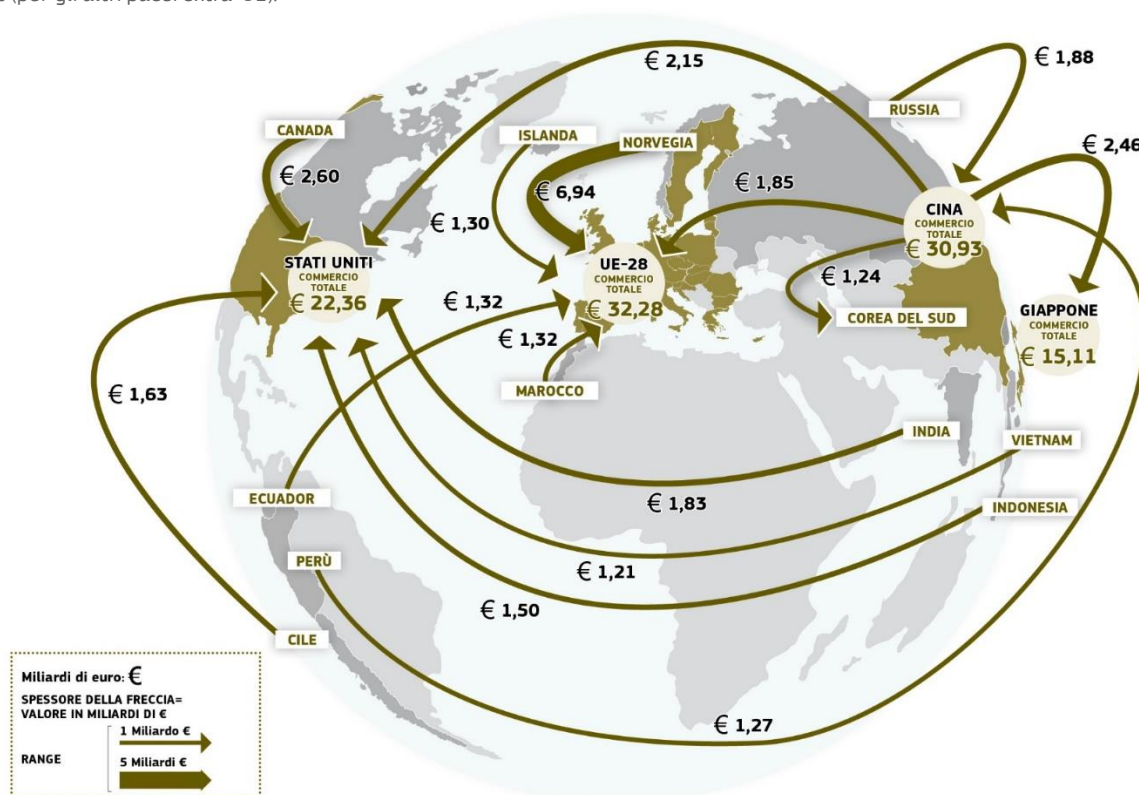 € 2,15
€ 1,88
RUSSIA
CANADA
ISLANDA
NORVEGIA
€ 2,46
€ 2,60
€ 6,94
€ 1,85
CINA
COMMERCIO
TOTALE
€ 30,93
€ 1,30
STATI UNITI
COMMERCIO
TOTALE
€ 22,36
UE-28
COMMERCIO
TOTALE
€ 32,28
€ 1,24
€ 1,32
COREA DEL SUD
GIAPPONE
COMMERCIO
TOTALE
€ 15,11
€ 1,32
MAROCCO
€ 1,63
INDIA
VIETNAM
ECUADOR
€ 1,83
INDONESIA
PERÙ
€ 1,21
€ 1,50
CILE
€ 1,27
Miliardi di euro: €
SPESSORE DELLA FRECCIA=
VALORE IN MILIARDI DI €
1 Miliardo €
RANGE
5 Miliardi €